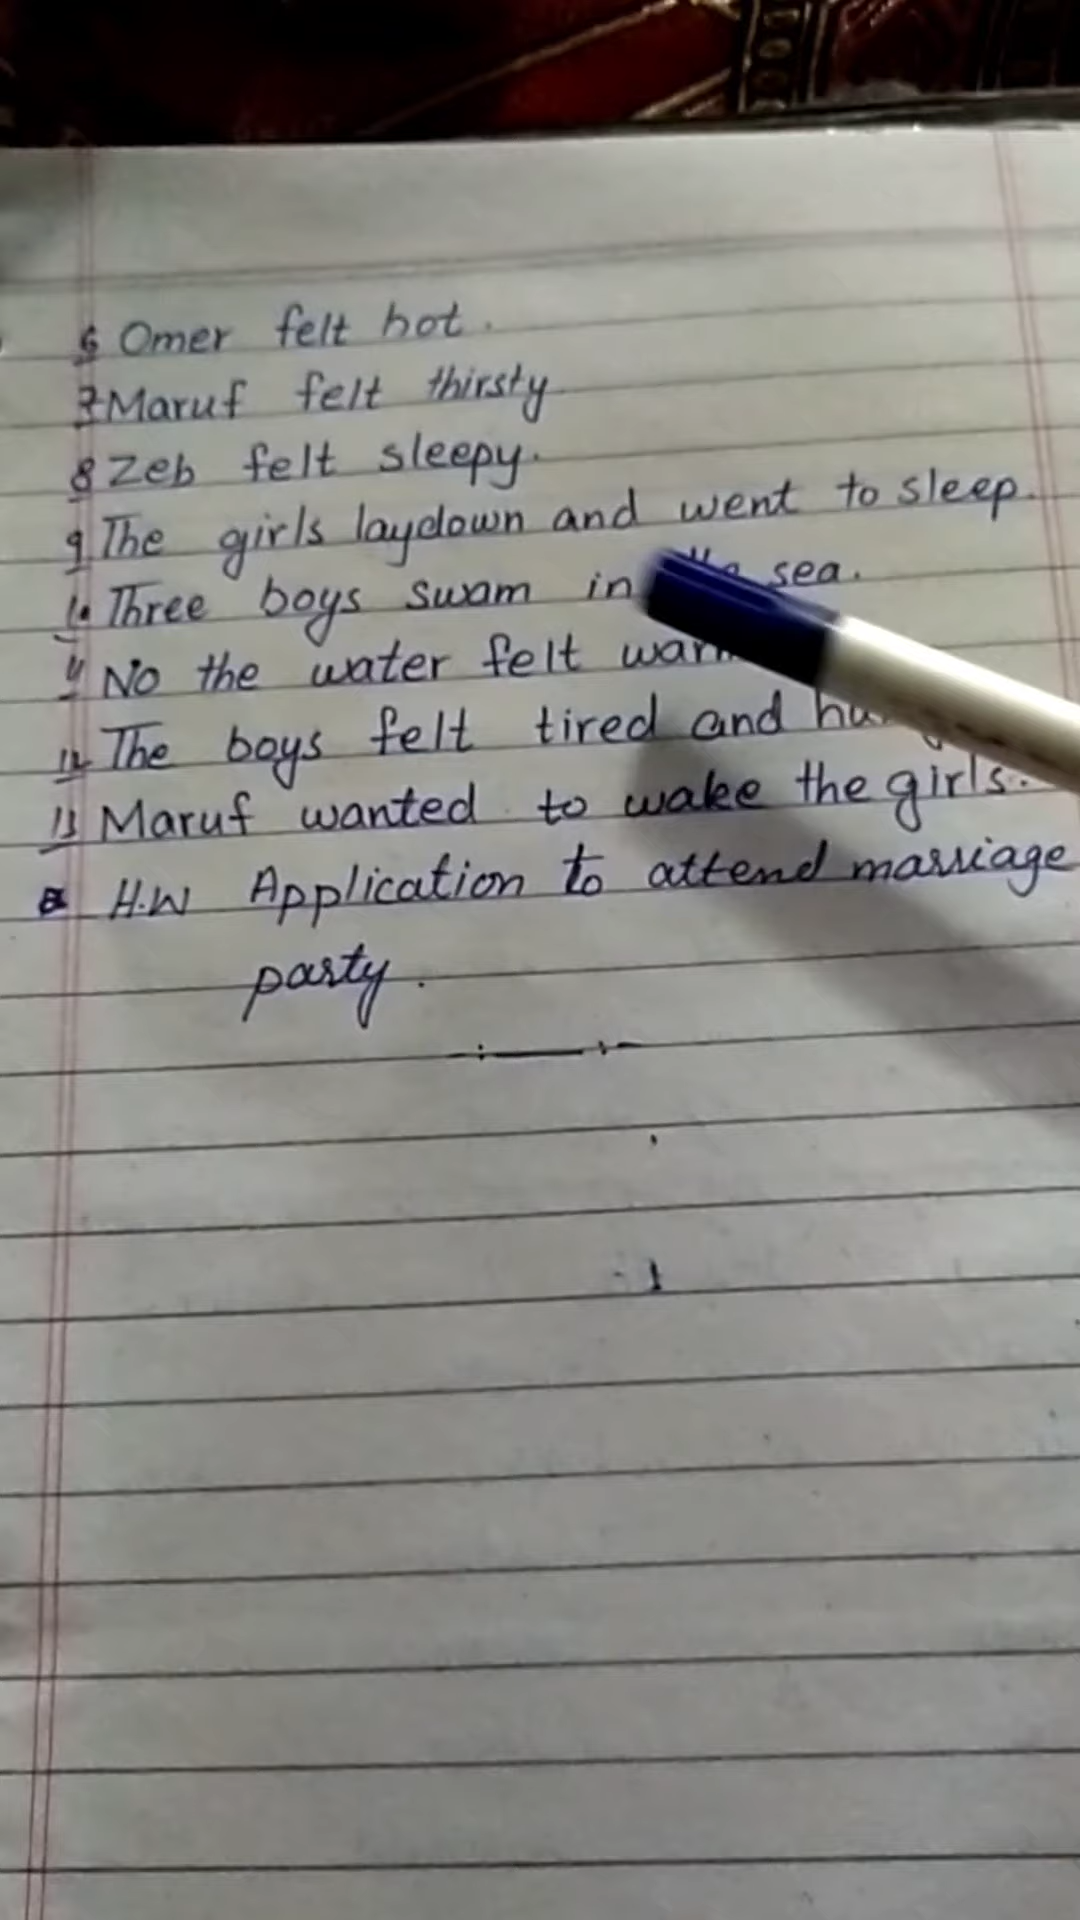 6 Omer felt hot.
7 Maruf felt thirsty
8 Zeb felt sleepy.
9 The girls laydown and went to sleep.
10 Three boys swam in sea.
11 No the water felt
12 The boys felt tired and
13 Maruf wanted to wake the girls.
H.W Application to attend marriage
party.